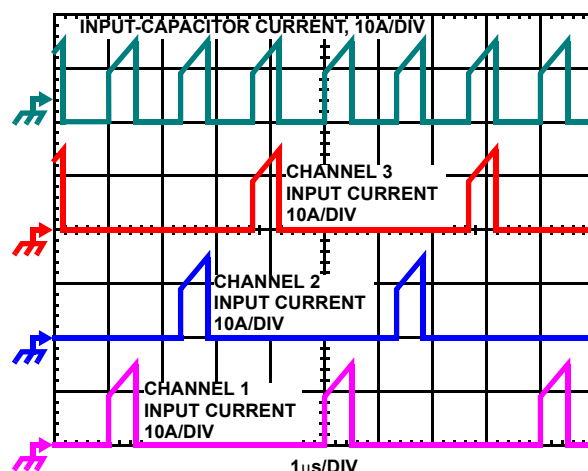 INPUT-CAPACITOR CURRENT, 10A/DIV
CHANNEL 3
INPUT CURRENT
10A/DIV
CHANNEL 2
INPUT CURRENT
10A/DIV
CHANNEL 1
INPUT CURRENT
10A/DIV
1µs/DIV